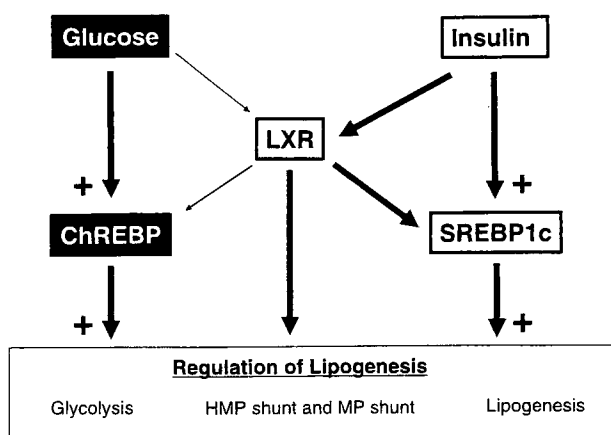 Glucose
Insulin
LXR
+
+
ChREBP
SREBP1c
+
+
Regulation of Lipogenesis
Glycolysis
HMP shunt and MP shunt
Lipogenesis